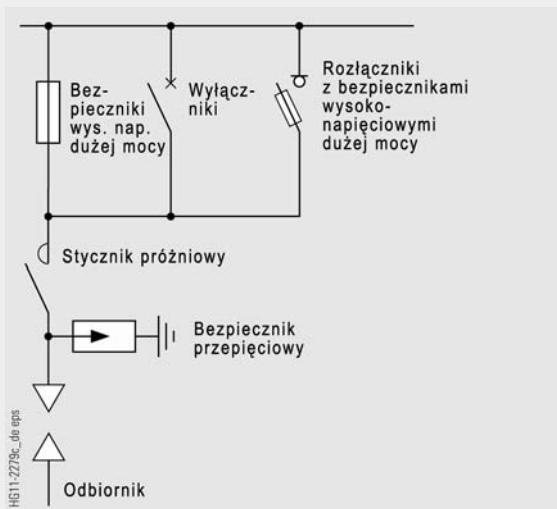 Bez-
pieczniki
wys. nap.
dużej mocy
Wyłącz-
niki
Rozłączniki
z bezpiecznikami
wysoko-
napięciowymi
dużej mocy
Stycznik próżniowy
Bezpiecznik
przepięciowy
Odbiornik
HG11-2279c_de eps